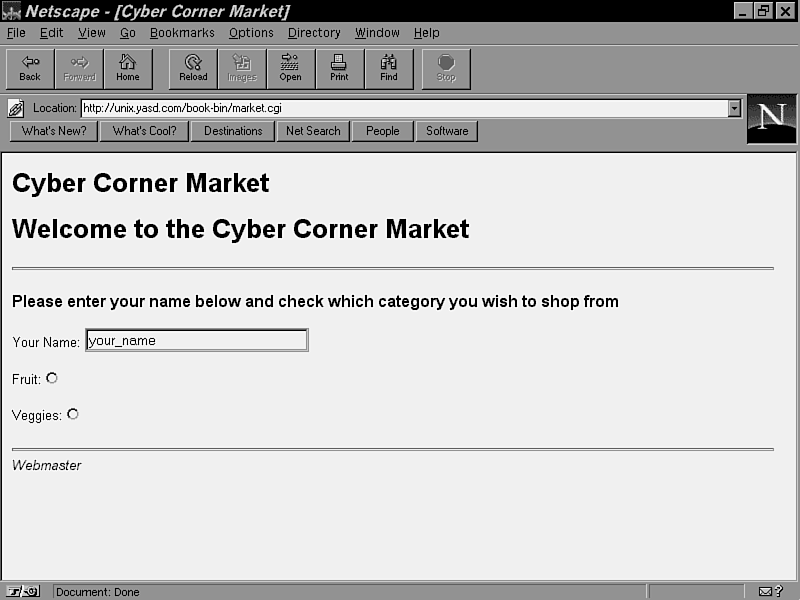 Netscape - [Cyber Corner Market]
File Edit View Go Bookmarks Options Directory Window Help
Back Forward Home Reload Images Open Print Find Stop
Location: http://unix.yasd.com/book-bin/market.cgi
N
What's New? What's Cool? Destinations Net Search People Software
Cyber Corner Market
Welcome to the Cyber Corner Market
Please enter your name below and check which category you wish to shop from
Your Name: your_name
Fruit:
Veggies:
Webmaster
Document: Done
?